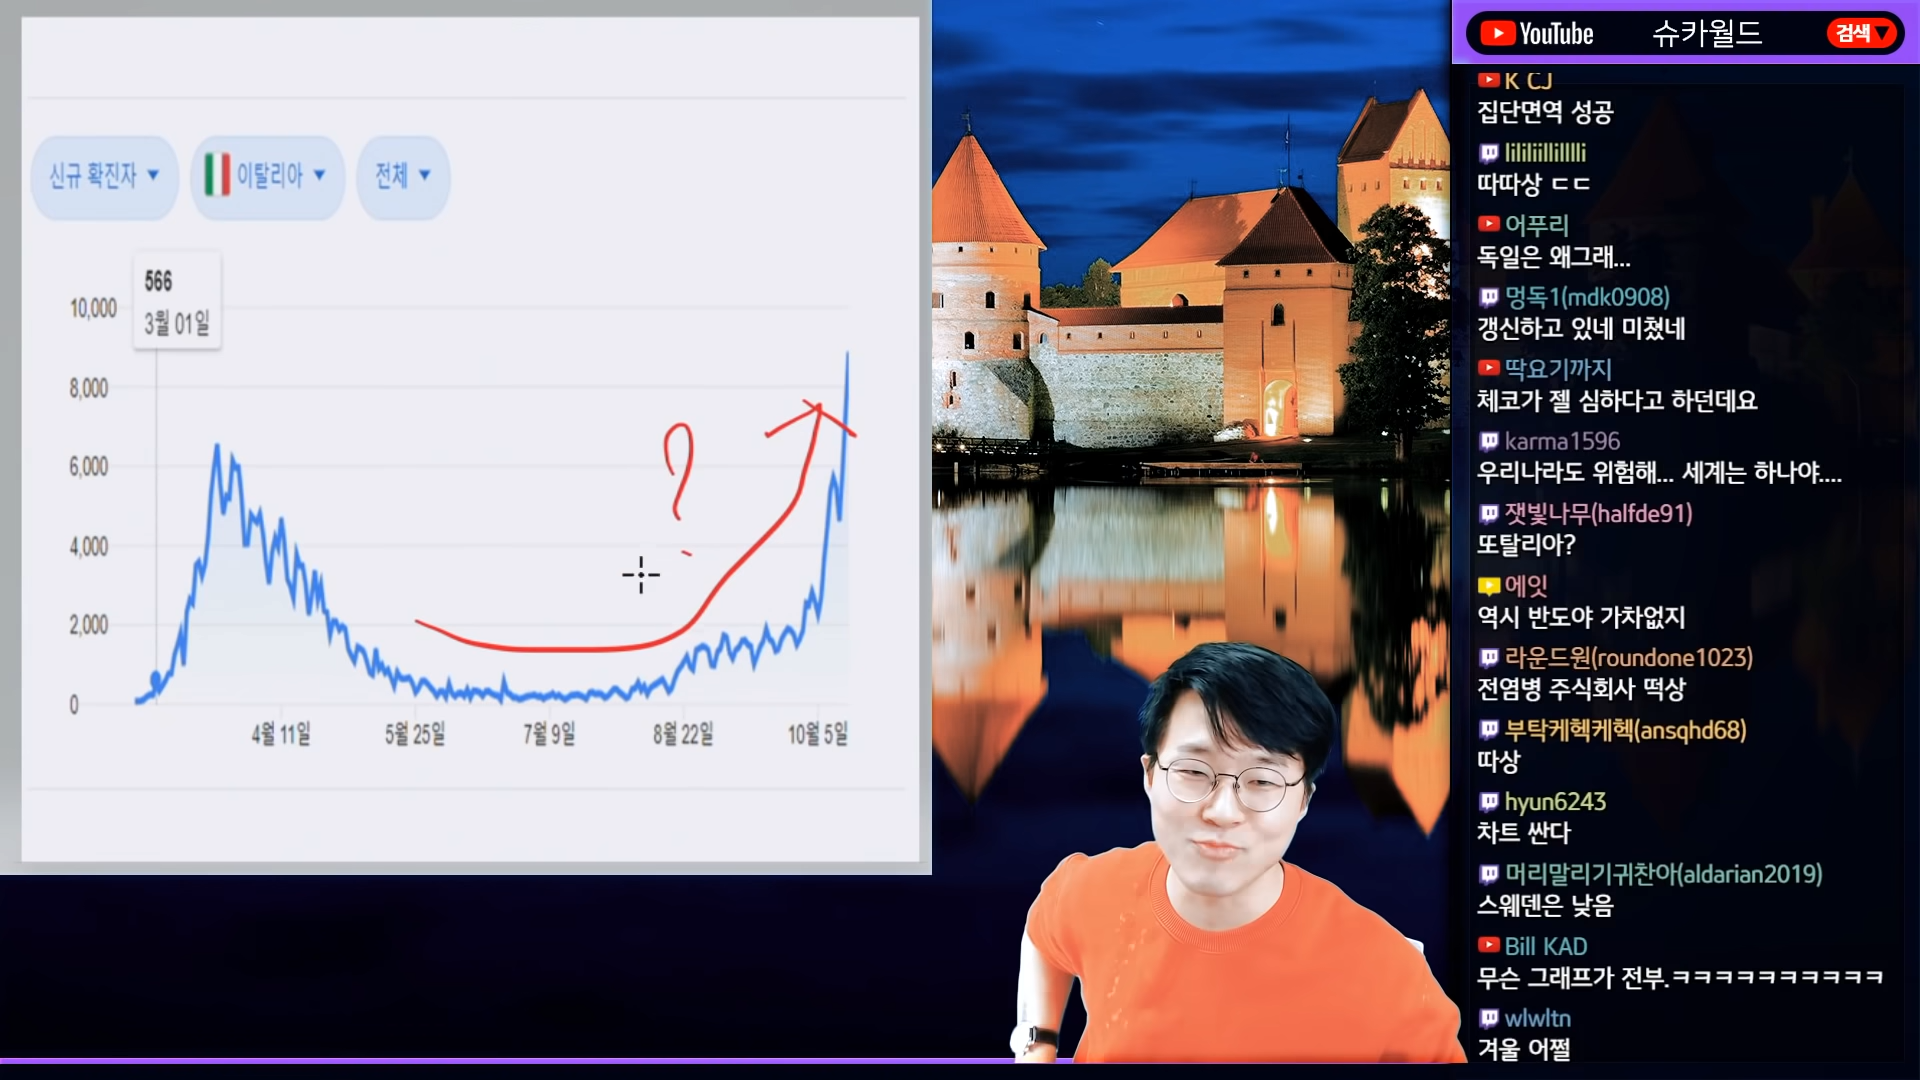 신규 확진자
이탈리아
전체
566
3월 01일
10,000
8,000
6,000
4,000
2,000
0
4월 11일
5월 25일
7월 9일
8월 22일
10월 5일
?
YouTube
슈카월드
검색
K CJ
집단면역 성공
따따상 ㄷㄷ
어푸리
독일은 왜그래...
멍독1(mdk0908)
갱신하고 있네 미쳤네
딱요기까지
체코가 젤 심하다고 하던데요
karma1596
우리나라도 위험해... 세계는 하나야....
잿빛나무(halfde91)
또탈리아?
에잇
역시 반도야 가차없지
라운드원(roundone1023)
전염병 주식회사 떡상
부탁케헥케헥(ansqhd68)
따상
hyun6243
차트 싼다
머리말리기귀찬아(aldarian2019)
스웨덴은 낮음
Bill KAD
무슨 그래프가 전부.ㅋㅋㅋㅋㅋㅋㅋㅋㅋㅋ
wlwltn
겨울 어쩔